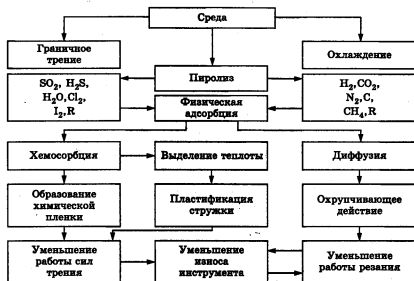 Среда
Граничное
трение
Охлаждение
Пиролиз
SO2, H2S,
H2O, Cl2,
I2, R
H2, CO2,
N2, C,
CH4, R
Физическая
адсорбция
Хемосорбция
Выделение теплоты
Диффузия
Образование
химической
пленки
Пластификация
стружки
Охрупчивающее
действие
Уменьшение
работы сил
трения
Уменьшение
износа
инструмента
Уменьшение
работы резания